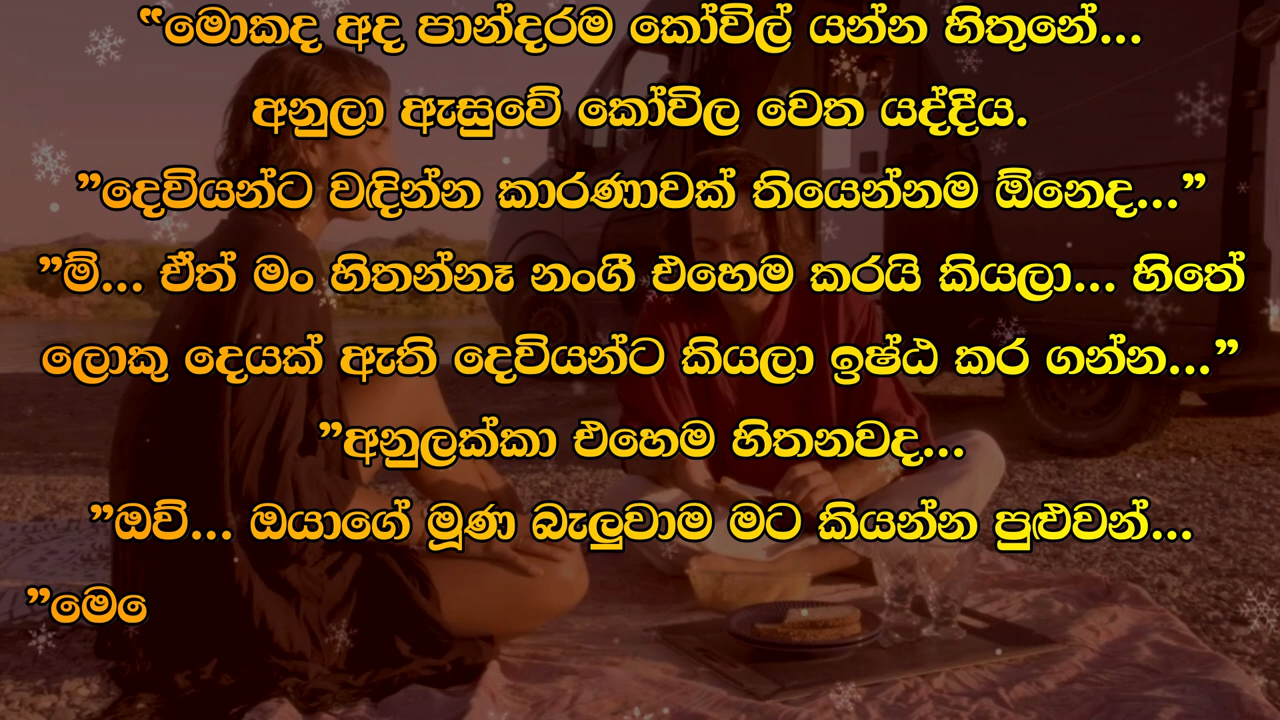 “මොකද අද පාන්දරම කෝවිල් යන්න හිතුනේ...
අනුලා ඇසුවේ කෝවිල වෙත යද්දීය.
”දෙවියන්ට වඳින්න කාරණාවක් තියෙන්නම ඕනෙද...”
”ම්... ඒත් මං හිතන්නෑ නංගී එහෙම කරයි කියලා... හිතේ
ලොකු දෙයක් ඇති දෙවියන්ට කියලා ඉෂ්ඨ කර ගන්න...”
”අනුලක්කා එහෙම හිතනවද...
”ඔව්... ඔයාගේ මූණ බැලුවාම මට කියන්න පුළුවන්...
”මෙ‍ෙ